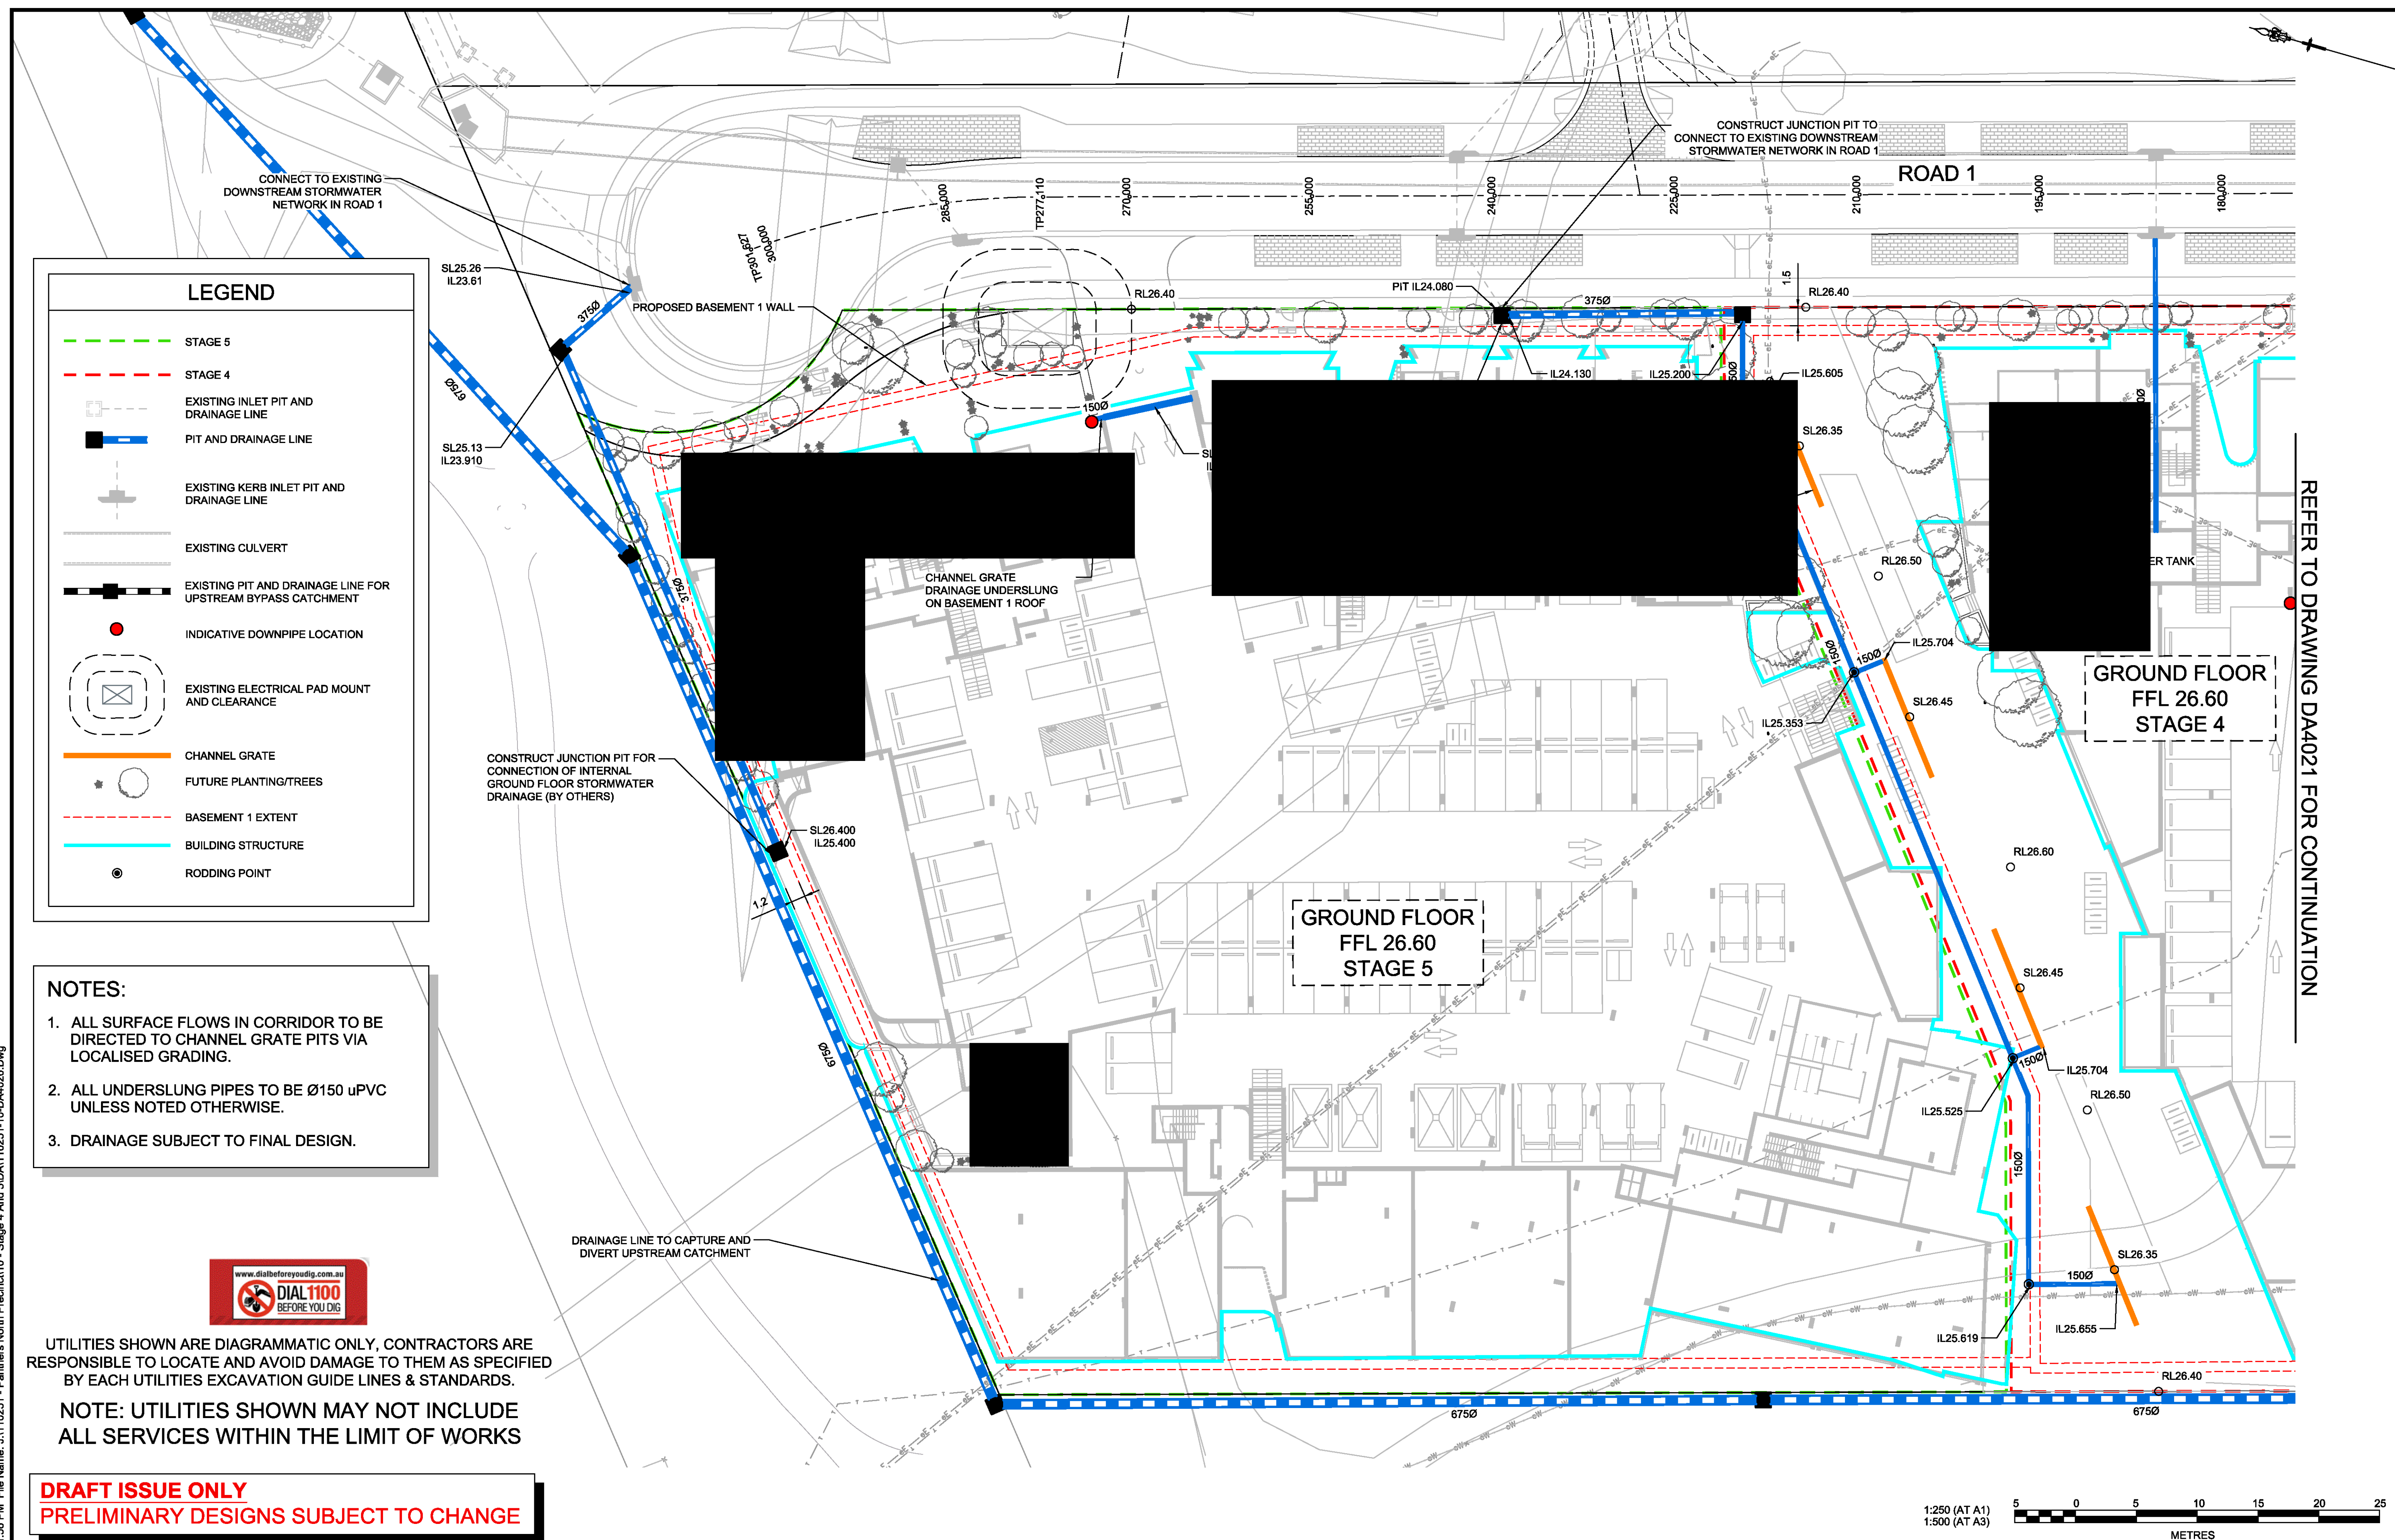 CONNECT TO EXISTING
DOWNSTREAM STORMWATER
NETWORK IN ROAD 1
CONSTRUCT JUNCTION PIT TO
CONNECT TO EXISTING DOWNSTREAM
STORMWATER NETWORK IN ROAD 1
ROAD 1
TP301.627
300.000
285.000
TP277.110
270.000
255.000
240.000
225.000
210.000
195.000
180.000
SL25.26
IL23.61
375Ø
PROPOSED BASEMENT 1 WALL
RL26.40
PIT IL24.080
375Ø
1.5
RL26.40
675Ø
SL25.13
IL23.910
150Ø
IL24.130
IL25.200
IL25.605
SL26.35
RL26.50
ER TANK
375Ø
CHANNEL GRATE
DRAINAGE UNDERSLUNG
ON BASEMENT 1 ROOF
150Ø
150Ø
IL25.704
IL25.353
SL26.45
GROUND FLOOR
FFL 26.60
STAGE 4
REFER TO DRAWING DA4021 FOR CONTINUATION
CONSTRUCT JUNCTION PIT FOR
CONNECTION OF INTERNAL
GROUND FLOOR STORMWATER
DRAINAGE (BY OTHERS)
SL26.400
IL25.400
1.2
RL26.60
GROUND FLOOR
FFL 26.60
STAGE 5
SL26.45
675Ø
150Ø
IL25.704
IL25.525
RL26.50
150Ø
DRAINAGE LINE TO CAPTURE AND
DIVERT UPSTREAM CATCHMENT
SL26.35
150Ø
IL25.619
IL25.655
RL26.40
675Ø
675Ø
LEGEND
STAGE 5
STAGE 4
EXISTING INLET PIT AND
DRAINAGE LINE
PIT AND DRAINAGE LINE
EXISTING KERB INLET PIT AND
DRAINAGE LINE
EXISTING CULVERT
EXISTING PIT AND DRAINAGE LINE FOR
UPSTREAM BYPASS CATCHMENT
INDICATIVE DOWNPIPE LOCATION
EXISTING ELECTRICAL PAD MOUNT
AND CLEARANCE
CHANNEL GRATE
FUTURE PLANTING/TREES
BASEMENT 1 EXTENT
BUILDING STRUCTURE
RODDING POINT
NOTES:
1. ALL SURFACE FLOWS IN CORRIDOR TO BE
DIRECTED TO CHANNEL GRATE PITS VIA
LOCALISED GRADING.
2. ALL UNDERSLUNG PIPES TO BE Ø150 uPVC
UNLESS NOTED OTHERWISE.
3. DRAINAGE SUBJECT TO FINAL DESIGN.
www.dialbeforeyoudig.com.au
DIAL1100
BEFORE YOU DIG
UTILITIES SHOWN ARE DIAGRAMMATIC ONLY, CONTRACTORS ARE
RESPONSIBLE TO LOCATE AND AVOID DAMAGE TO THEM AS SPECIFIED
BY EACH UTILITIES EXCAVATION GUIDE LINES & STANDARDS.
NOTE: UTILITIES SHOWN MAY NOT INCLUDE
ALL SERVICES WITHIN THE LIMIT OF WORKS
DRAFT ISSUE ONLY
PRELIMINARY DESIGNS SUBJECT TO CHANGE
1:250 (AT A1)
1:500 (AT A3)
5 0 5 10 15 20 25
METRES